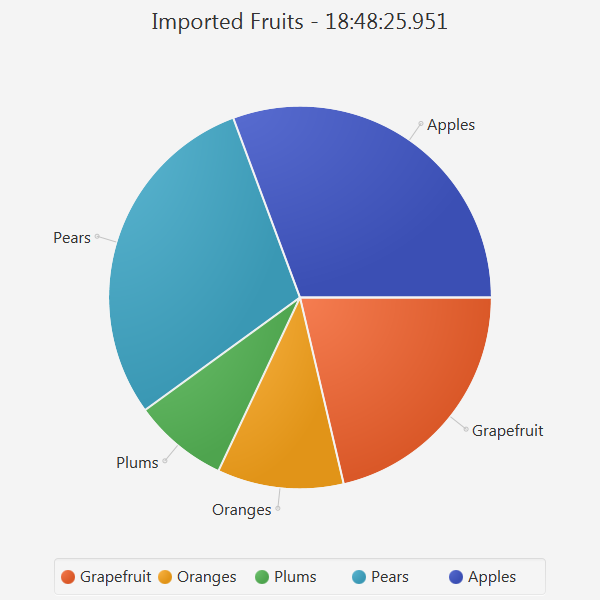 Imported Fruits - 18:48:25.951
Apples
Pears
Grapefruit
Plums
Oranges
Grapefruit Oranges Plums Pears Apples